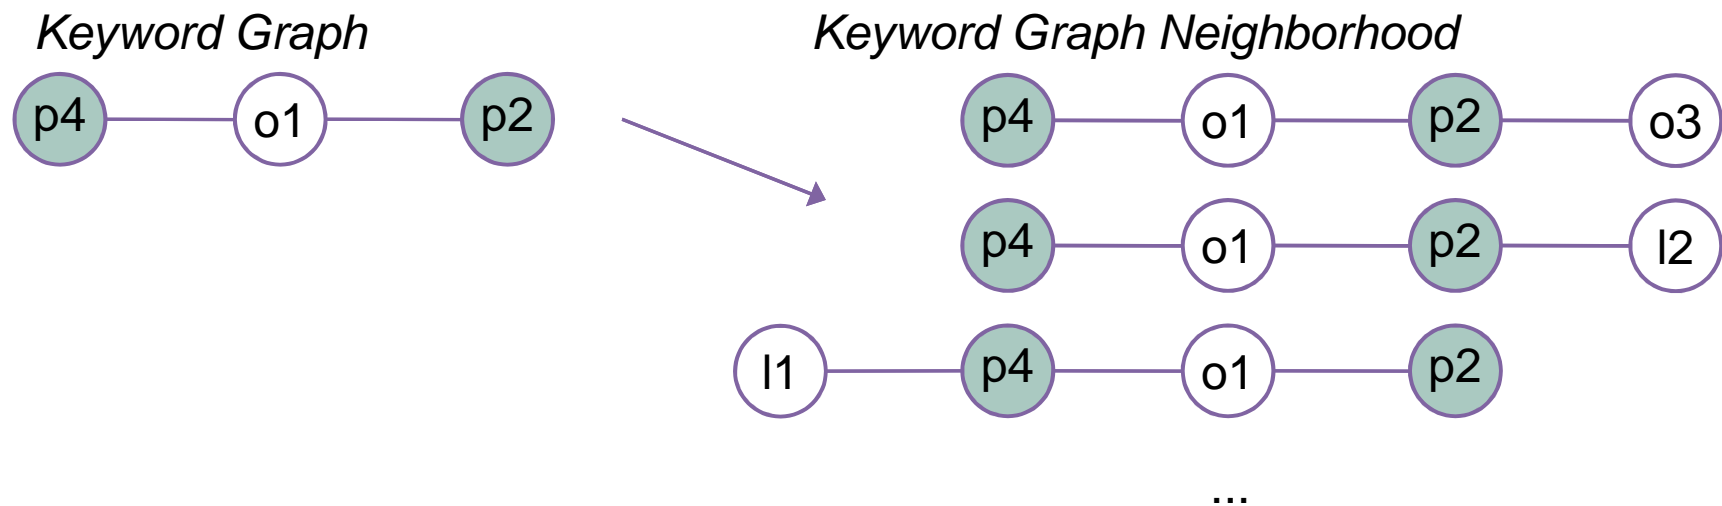 Keyword Graph
Keyword Graph Neighborhood
p4 o1 p2
p4 o1 p2 o3
p4 o1 p2 l2
l1 p4 o1 p2
...